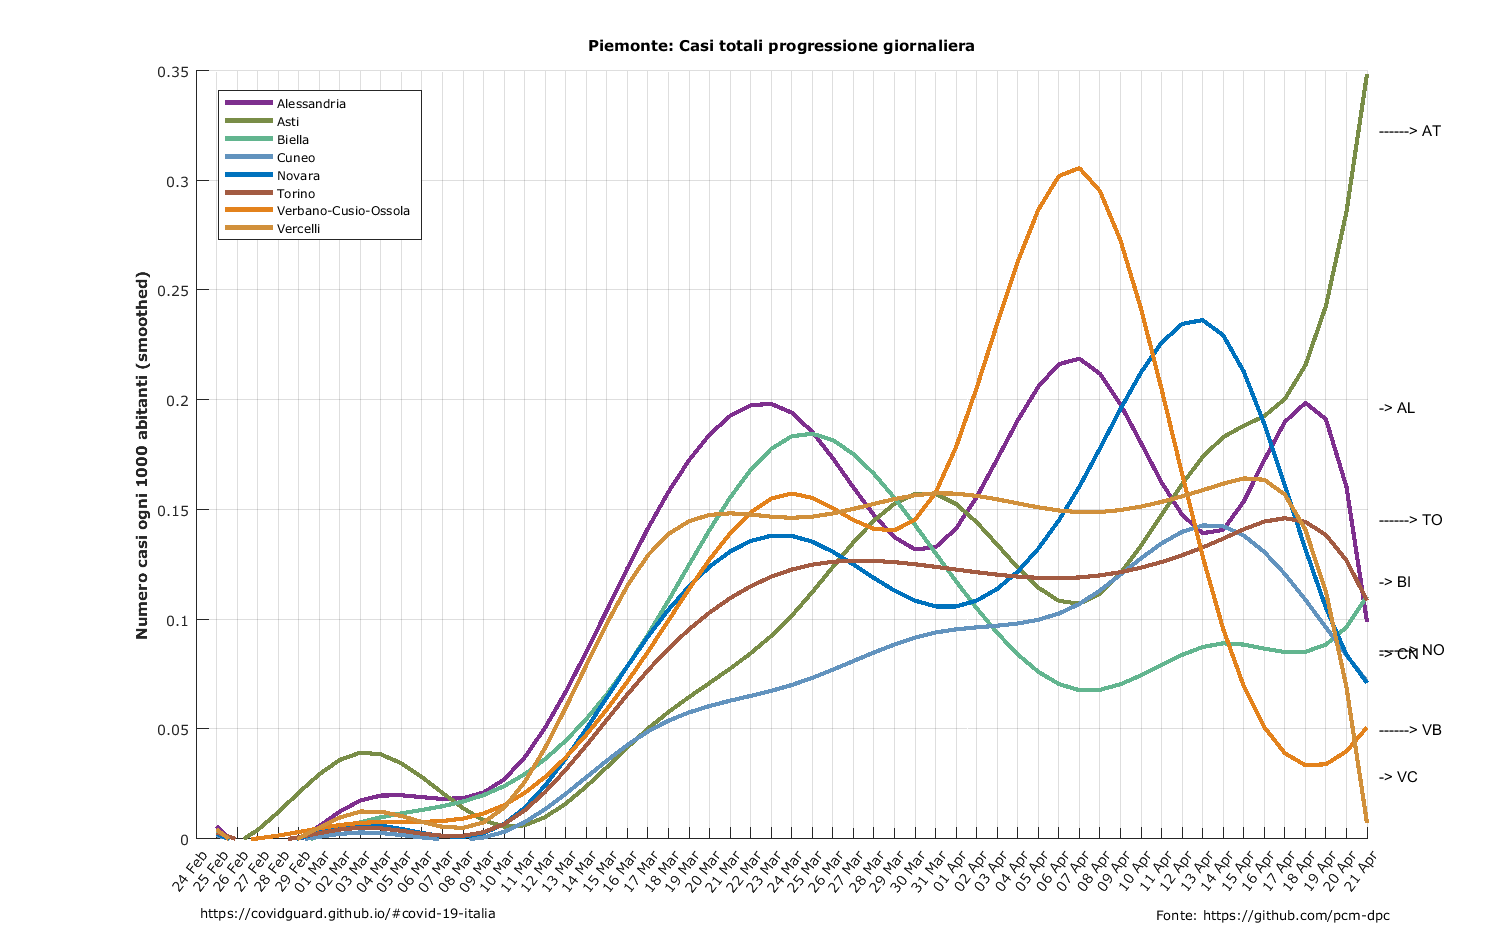 Piemonte: Casi totali progressione giornaliera
Numero casi ogni 1000 abitanti (smoothed)
0.35
0.3
0.25
0.2
0.15
0.1
0.05
0
Alessandria
Asti
Biella
Cuneo
Novara
Torino
Verbano-Cusio-Ossola
Vercelli
------> AT
-> AL
------> TO
-> BI
------> NO
-> CN
------> VB
-> VC
24 Feb
25 Feb
26 Feb
27 Feb
28 Feb
29 Feb
01 Mar
02 Mar
03 Mar
04 Mar
05 Mar
06 Mar
07 Mar
08 Mar
09 Mar
10 Mar
11 Mar
12 Mar
13 Mar
14 Mar
15 Mar
16 Mar
17 Mar
18 Mar
19 Mar
20 Mar
21 Mar
22 Mar
23 Mar
24 Mar
25 Mar
26 Mar
27 Mar
28 Mar
29 Mar
30 Mar
31 Mar
01 Apr
02 Apr
03 Apr
04 Apr
05 Apr
06 Apr
07 Apr
08 Apr
09 Apr
10 Apr
11 Apr
12 Apr
13 Apr
14 Apr
15 Apr
16 Apr
17 Apr
18 Apr
19 Apr
20 Apr
21 Apr
https://covidguard.github.io/#covid-19-italia
Fonte: https://github.com/pcm-dpc